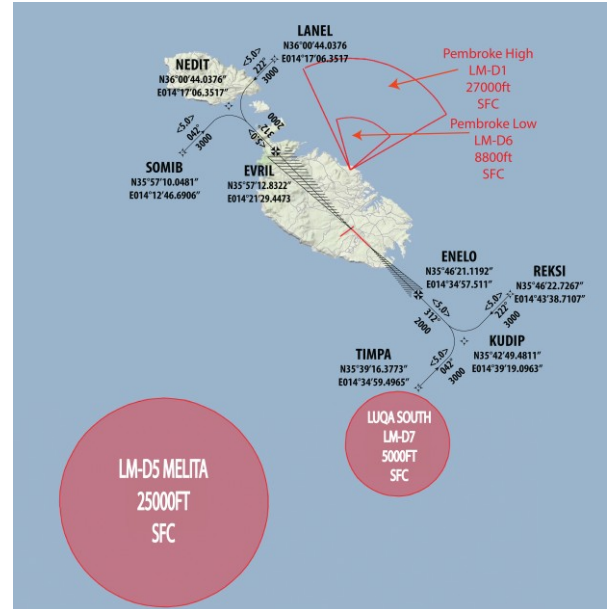 LANEL
N36°00'44.0376
E014°17'06.3517
NEDIT
N36°00'44.0376"
E014°17'06.3517"
<5.0>
222°
3000
<5.0>
042°
3000
2000
312°
<5.0>
SOMIB
N35°57'10.0481"
E014°12'46.6906"
EVRIL
N35°57'12.8322"
E014°21'29.4473
Pembroke High
LM-D1
27000ft
SFC
Pembroke Low
LM-D6
8800ft
SFC
ENELO
N35°46'21.1192"
E014°34'57.511"
REKSI
N35°46'22.7267"
E014°43'38.7107"
<5.0>
312°
2000
<5.0>
222°
3000
TIMPA
N35°39'16.3773"
E014°34'59.4965"
<5.0>
042°
3000
KUDIP
N35°42'49.4811"
E014°39'19.0963"
LUQA SOUTH
LM-D7
5000FT
SFC
LM-D5 MELITA
25000FT
SFC